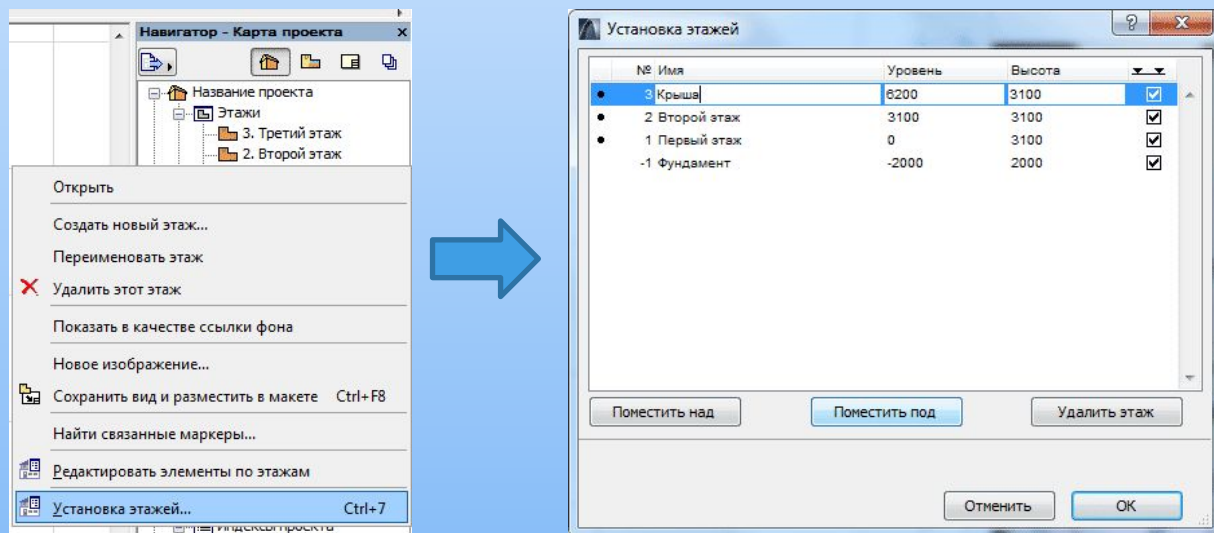 Навигатор - Карта проекта
Название проекта
Этажи
3. Третий этаж
2. Второй этаж
Открыть
Создать новый этаж...
Переименовать этаж
Удалить этот этаж
Показать в качестве ссылки фона
Новое изображение...
Сохранить вид и разместить в макете Ctrl+F8
Найти связанные маркеры...
Редактировать элементы по этажам
Установка этажей... Ctrl+7
Индексы проекта
Установка этажей
№ Имя Уровень Высота
3 Крыша 6200 3100
2 Второй этаж 3100 3100
1 Первый этаж 0 3100
-1 Фундамент -2000 2000
Поместить над Поместить под Удалить этаж
Отменить OK